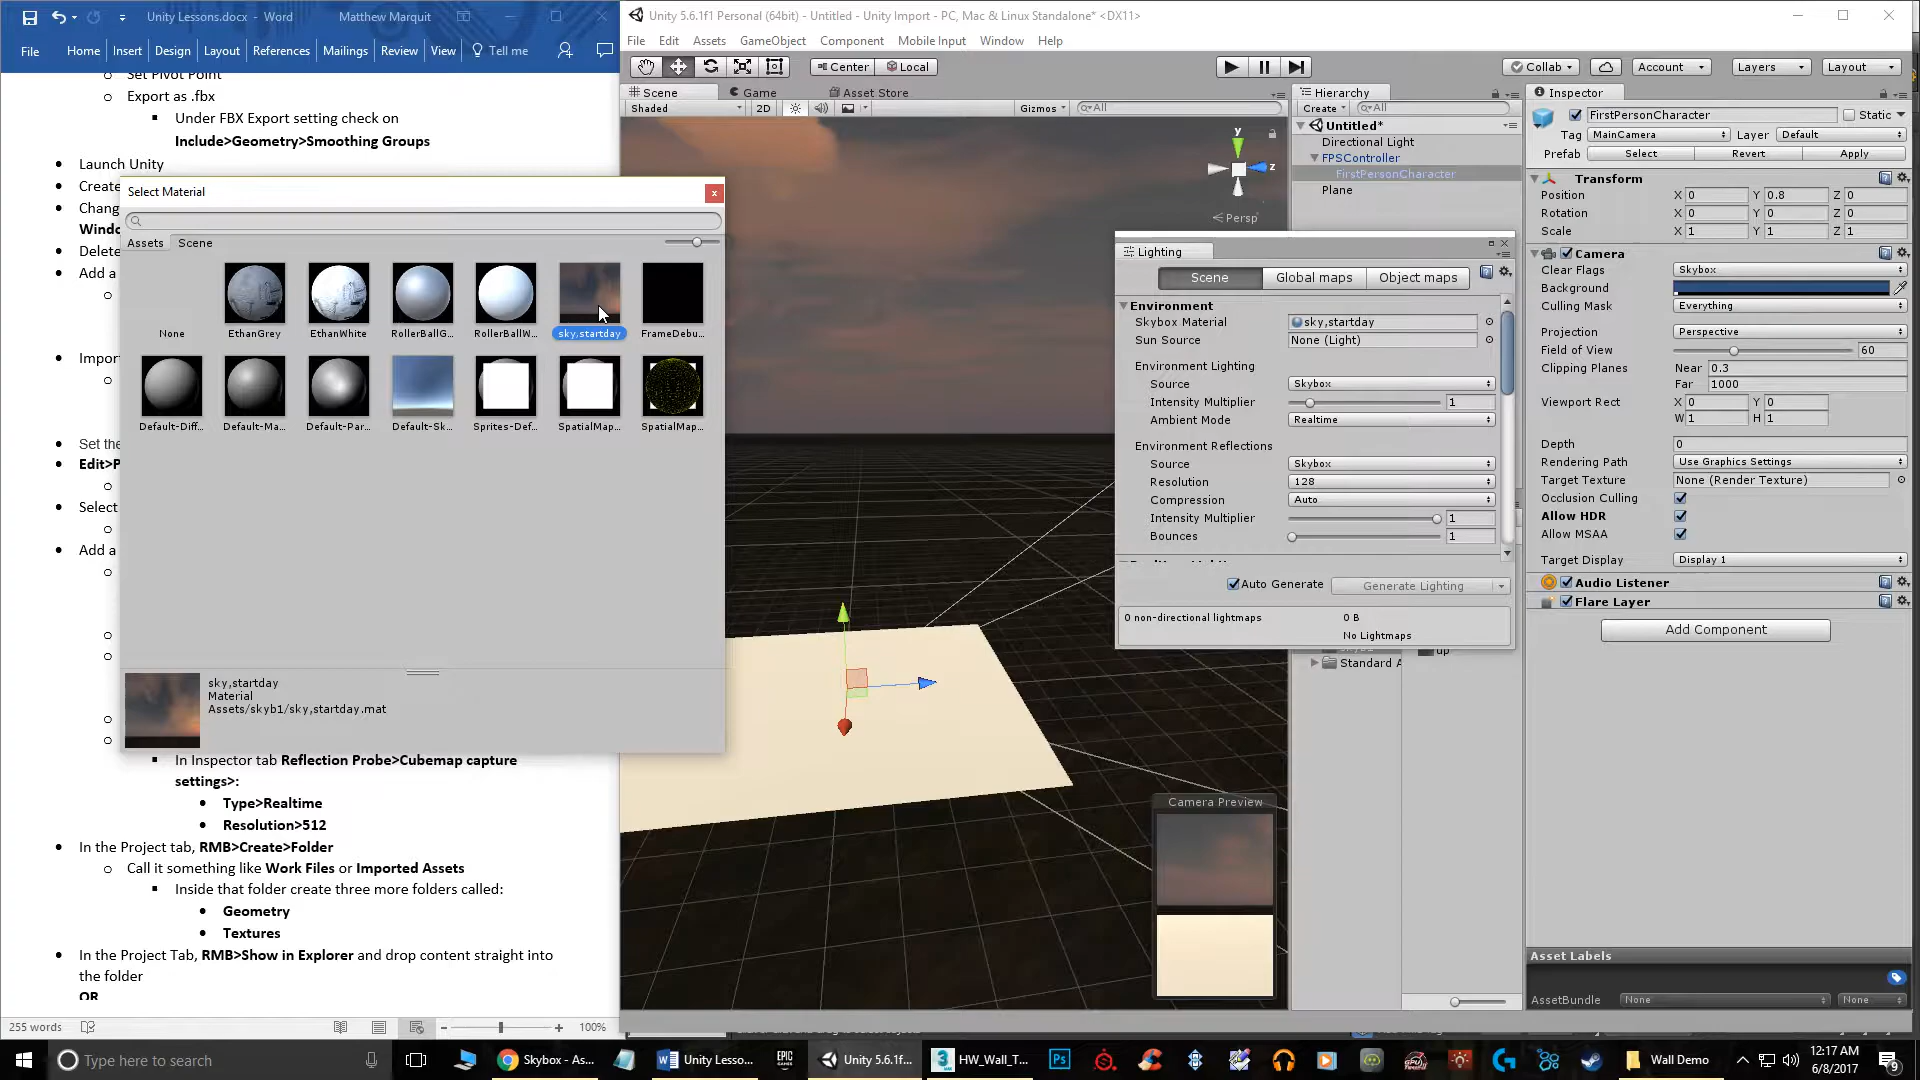 Unity Lessons.docx - Word
Matthew Marquit
File
Home
Insert
Design
Layout
References
Mailings
Review
View
Tell me
Set Pivot Point
Export as .fbx
Under FBX Export setting check on
Include>Geometry>Smoothing Groups
Launch Unity
Create
Chang
Windo
Delete
Add a
Impor
Set the
Edit>P
Select
Add a
In Inspector tab Reflection Probe>Cubemap capture
settings>:
Type>Realtime
Resolution>512
In the Project tab, RMB>Create>Folder
Call it something like Work Files or Imported Assets
Inside that folder create three more folders called:
Geometry
Textures
In the Project Tab, RMB>Show in Explorer and drop content straight into
the folder
OR
255 words
100%
Select Material
Assets
Scene
None
EthanGrey
EthanWhite
RollerBallG...
RollerBallW...
sky,startday
FrameDebu...
Default-Diff...
Default-Ma...
Default-Par...
Default-Sk...
Sprites-Def...
SpatialMap...
SpatialMap...
sky,startday
Material
Assets/skyb1/sky,startday.mat
Unity 5.6.1f1 Personal (64bit) - Untitled - Unity Import - PC, Mac & Linux Standalone* <DX11>
File
Edit
Assets
GameObject
Component
Mobile Input
Window
Help
Center
Local
Collab
Account
Layers
Layout
Scene
Game
Asset Store
Shaded
2D
Gizmos
All
y
z
Persp
Camera Preview
Hierarchy
Create
All
Untitled*
Directional Light
FPSController
FirstPersonCharacter
Plane
Lighting
Scene
Global maps
Object maps
Environment
Skybox Material
sky,startday
Sun Source
None (Light)
Environment Lighting
Source
Skybox
Intensity Multiplier
1
Ambient Mode
Realtime
Environment Reflections
Source
Skybox
Resolution
128
Compression
Auto
Intensity Multiplier
1
Bounces
1
Auto Generate
Generate Lighting
0 non-directional lightmaps
0 B
No Lightmaps
Standard A
up
Inspector
FirstPersonCharacter
Static
Tag
MainCamera
Layer
Default
Prefab
Select
Revert
Apply
Transform
Position
X 0
Y 0.8
Z 0
Rotation
X 0
Y 0
Z 0
Scale
X 1
Y 1
Z 1
Camera
Clear Flags
Skybox
Background
Culling Mask
Everything
Projection
Perspective
Field of View
60
Clipping Planes
Near 0.3
Far 1000
Viewport Rect
X 0
Y 0
W 1
H 1
Depth
0
Rendering Path
Use Graphics Settings
Target Texture
None (Render Texture)
Occlusion Culling
Allow HDR
Allow MSAA
Target Display
Display 1
Audio Listener
Flare Layer
Add Component
Asset Labels
AssetBundle
None
None
Type here to search
Skybox - As...
Unity Lesso...
EPIC
GAMES
Unity 5.6.1f...
HW_Wall_T...
Ps
Wall Demo
12:17 AM
6/8/2017
9